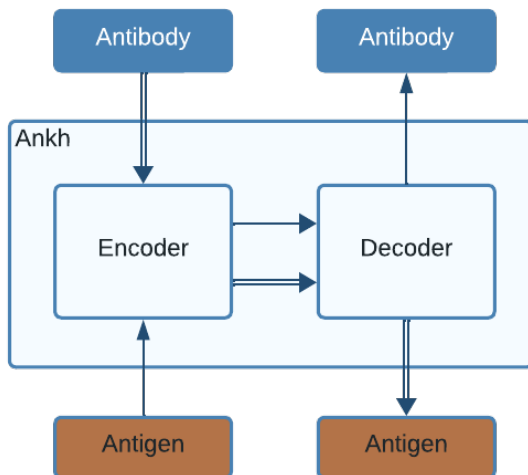 Antibody
Antibody
Ankh
Encoder
Decoder
Antigen
Antigen